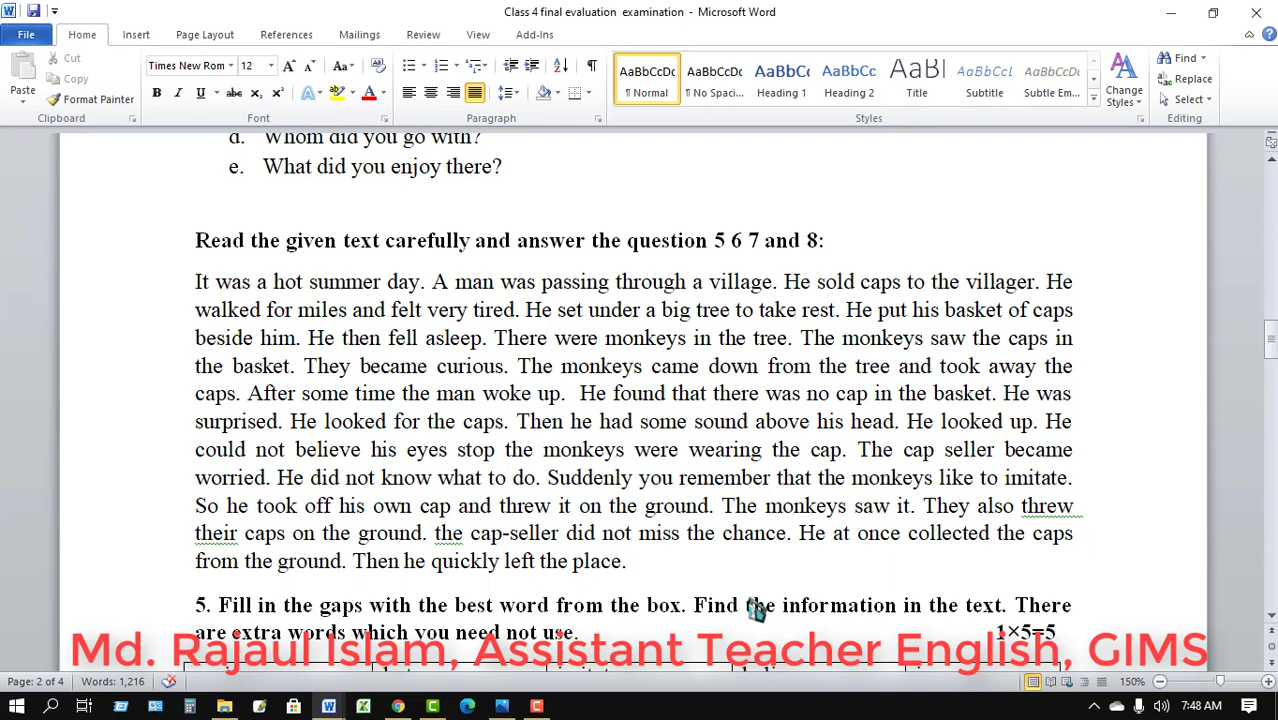 Class 4 final evaluation examination - Microsoft Word
File Home Insert Page Layout References Mailings Review View Add-Ins
Cut
Copy
Format Painter
Paste
Times New Rom 12
AaBbCcDc AaBbCcDc AaBbCc AaBbCc AaBl AaBbCcL AaBbCcDc
¶ Normal ¶ No Spaci... Heading 1 Heading 2 Title Subtitle Subtle Em...
Change Styles
Find
Replace
Select
Clipboard Font Paragraph Styles Editing
d. Whom did you go with?
e. What did you enjoy there?
Read the given text carefully and answer the question 5 6 7 and 8:
It was a hot summer day. A man was passing through a village. He sold caps to the villager. He
walked for miles and felt very tired. He set under a big tree to take rest. He put his basket of caps
beside him. He then fell asleep. There were monkeys in the tree. The monkeys saw the caps in
the basket. They became curious. The monkeys came down from the tree and took away the
caps. After some time the man woke up. He found that there was no cap in the basket. He was
surprised. He looked for the caps. Then he had some sound above his head. He looked up. He
could not believe his eyes stop the monkeys were wearing the cap. The cap seller became
worried. He did not know what to do. Suddenly you remember that the monkeys like to imitate.
So he took off his own cap and threw it on the ground. The monkeys saw it. They also threw
their caps on the ground. the cap-seller did not miss the chance. He at once collected the caps
from the ground. Then he quickly left the place.
5. Fill in the gaps with the best word from the box. Find the information in the text. There
are extra words which you need not use. 1×5=5
Md. Rajaul Islam, Assistant Teacher English, GIMS
Page: 2 of 4 Words: 1,216 150%
7:48 AM